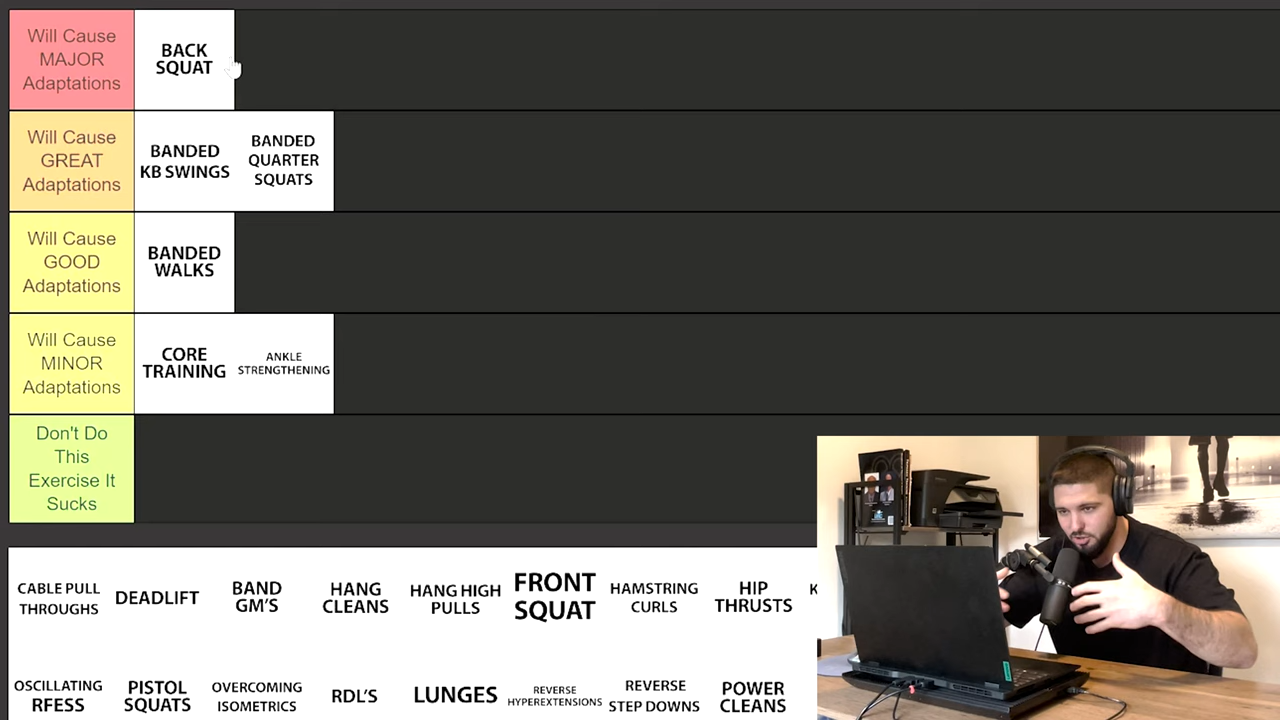 Will Cause
MAJOR
Adaptations
BACK
SQUAT
Will Cause
GREAT
Adaptations
BANDED
KB SWINGS
BANDED
QUARTER
SQUATS
Will Cause
GOOD
Adaptations
BANDED
WALKS
Will Cause
MINOR
Adaptations
CORE
TRAINING
ANKLE
STRENGTHENING
Don't Do
This
Exercise It
Sucks
CABLE PULL
THROUGHS
DEADLIFT
BAND
GM'S
HANG
CLEANS
HANG HIGH
PULLS
FRONT
SQUAT
HAMSTRING
CURLS
HIP
THRUSTS
OSCILLATING
RFESS
PISTOL
SQUATS
OVERCOMING
ISOMETRICS
RDL'S
LUNGES
REVERSE
HYPEREXTENSIONS
REVERSE
STEP DOWNS
POWER
CLEANS